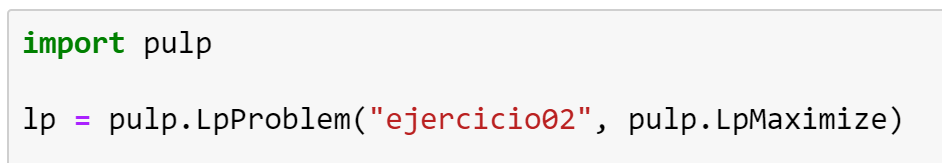 import pulp
lp = pulp.LpProblem("ejercicio02", pulp.LpMaximize)